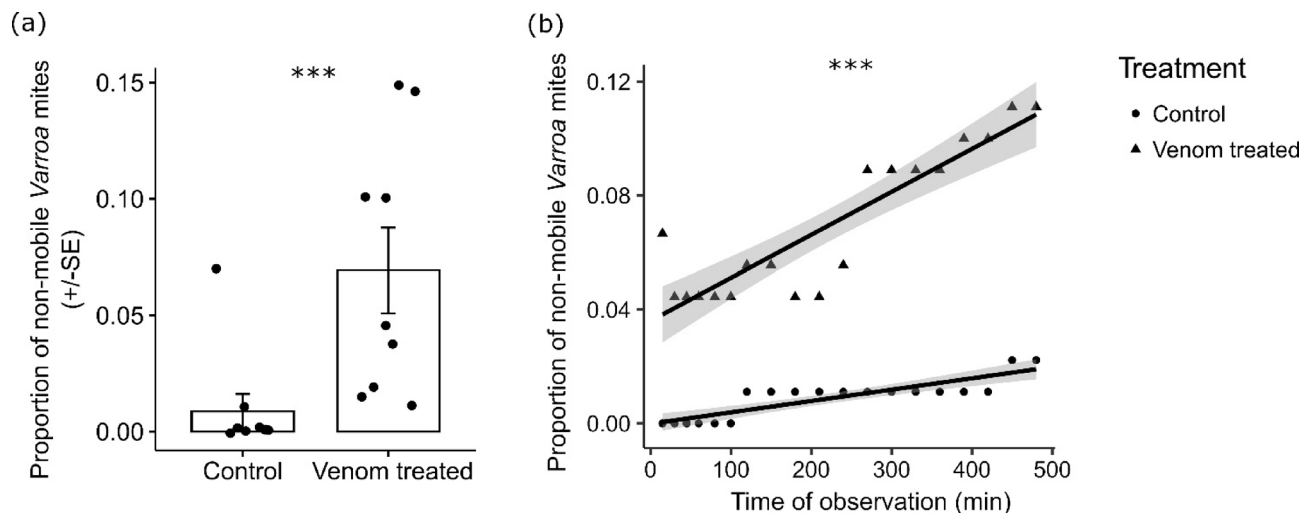 (a)
Proportion of non-mobile Varroa mites
(+/-SE)
0.15
0.10
0.05
0.00
***
Control
Venom treated
(b)
Proportion of non-mobile Varroa mites
0.12
0.08
0.04
0.00
***
0
100
200
300
400
500
Time of observation (min)
Treatment
Control
Venom treated